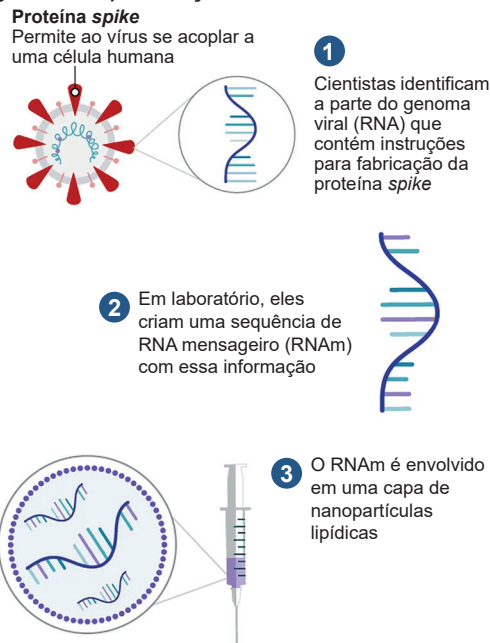 Proteína spike
Permite ao vírus se acoplar a
uma célula humana
1
Cientistas identificam
a parte do genoma
viral (RNA) que
contém instruções
para fabricação da
proteína spike
2
Em laboratório, eles
criam uma sequência de
RNA mensageiro (RNAm)
com essa informação
3
O RNAm é envolvido
em uma capa de
nanopartículas
lipídicas